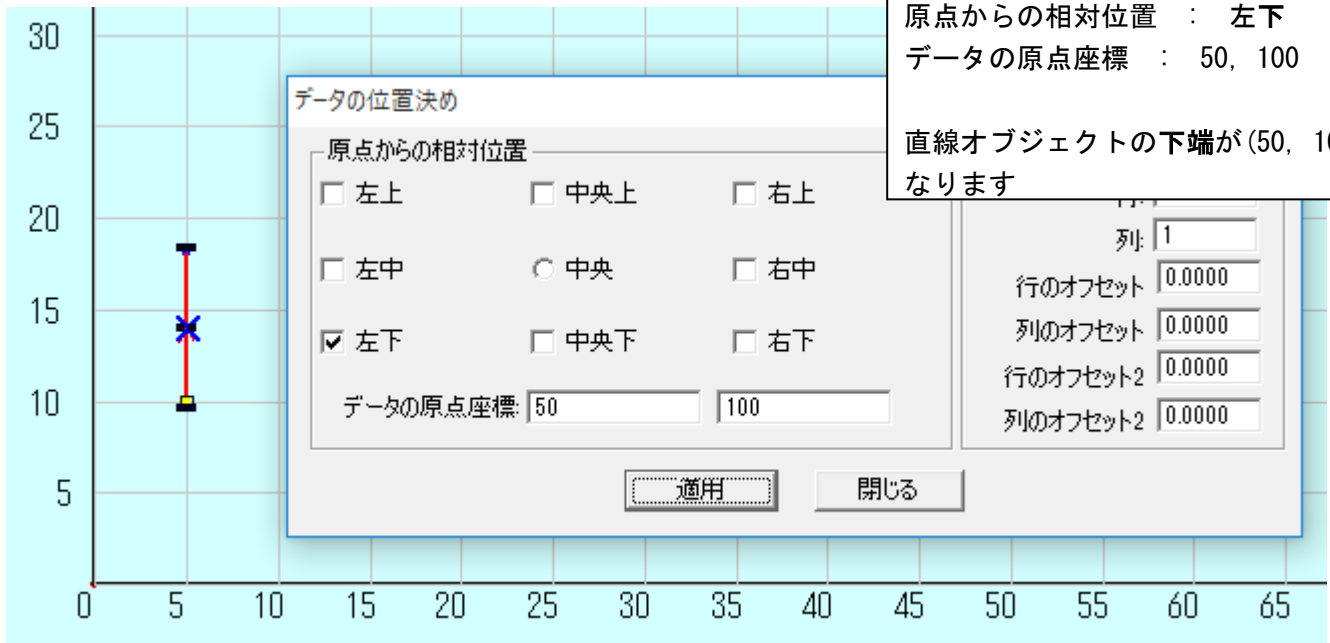 原点からの相対位置 ： 左下
データの原点座標 ： 50, 100
直線オブジェクトの下端が(50, 10
なります
30
25
20
15
10
5
データの位置決め
原点からの相対位置
左上 中央上 右上
左中 中央 右中
左下 中央下 右下
データの原点座標: 50 100
列: 1
行のオフセット 0.0000
列のオフセット 0.0000
行のオフセット2 0.0000
列のオフセット2 0.0000
適用 閉じる
0 5 10 15 20 25 30 35 40 45 50 55 60 65